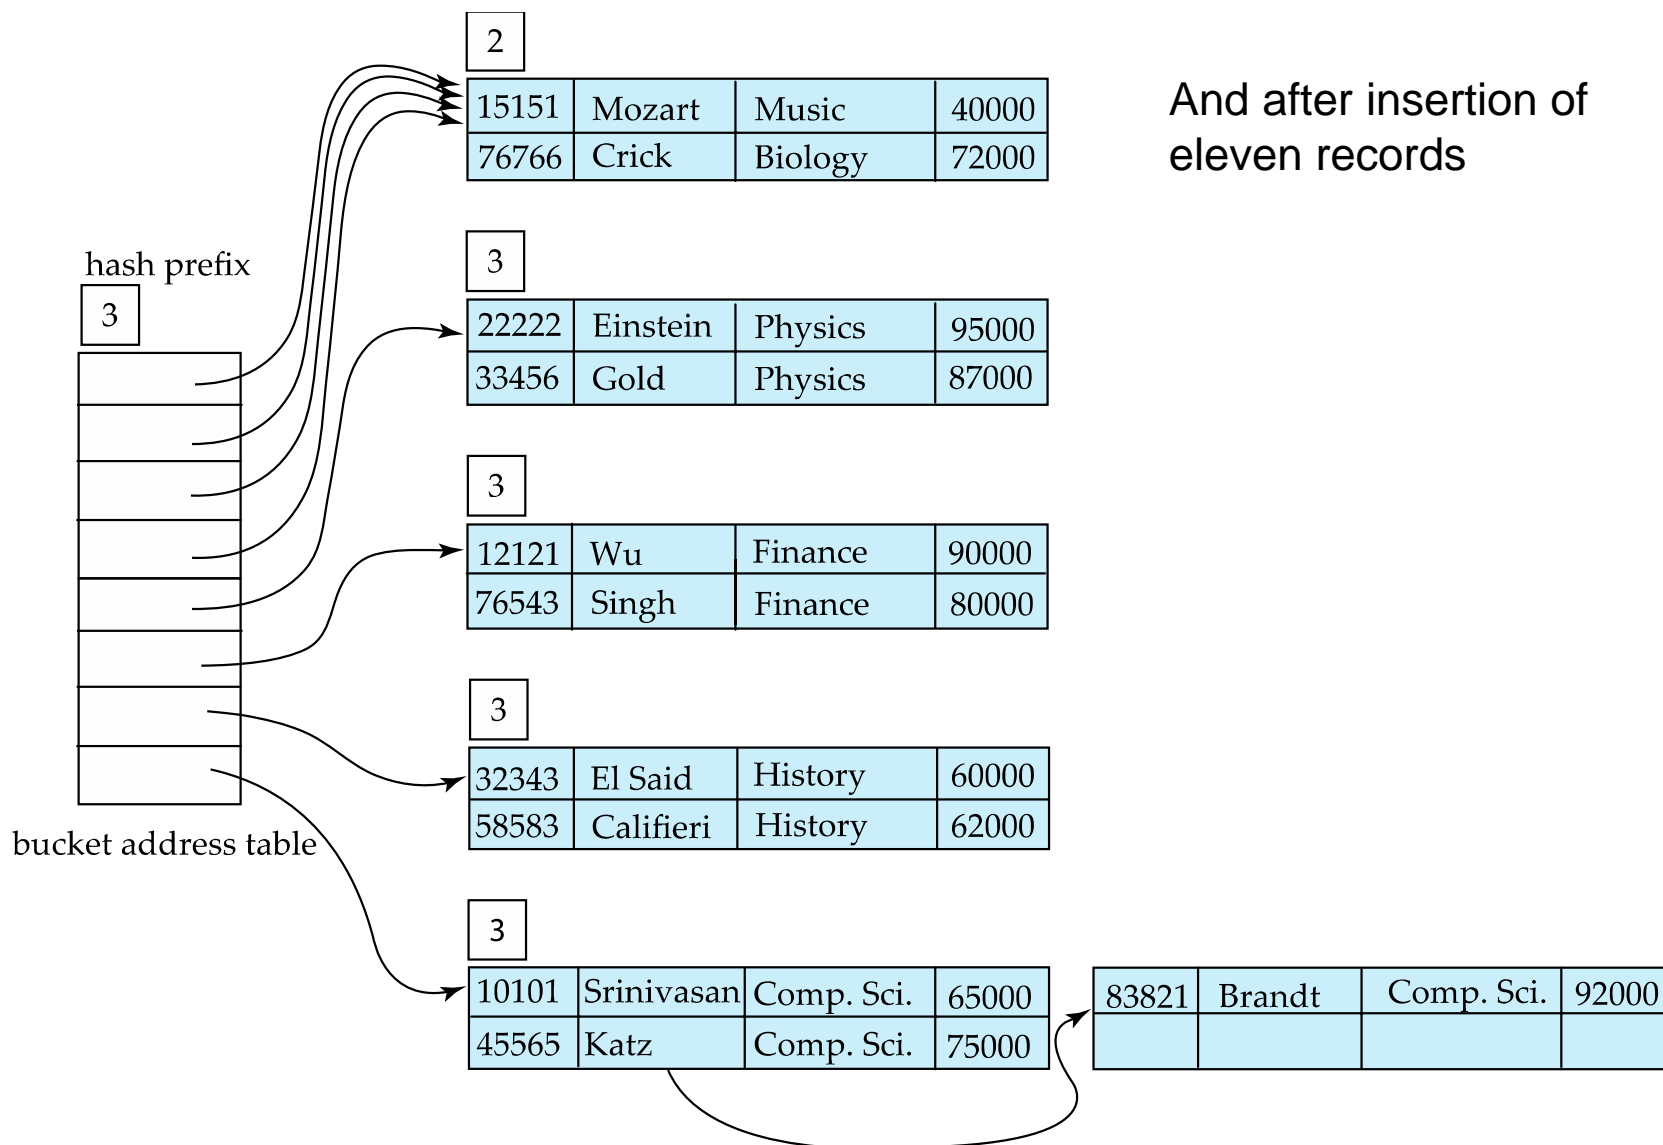 2
15151 Mozart Music 40000
76766 Crick Biology 72000
And after insertion of
eleven records
hash prefix
3
3
22222 Einstein Physics 95000
33456 Gold Physics 87000
3
12121 Wu Finance 90000
76543 Singh Finance 80000
3
32343 El Said History 60000
58583 Califieri History 62000
bucket address table
3
10101 Srinivasan Comp. Sci. 65000
45565 Katz Comp. Sci. 75000
83821 Brandt Comp. Sci. 92000